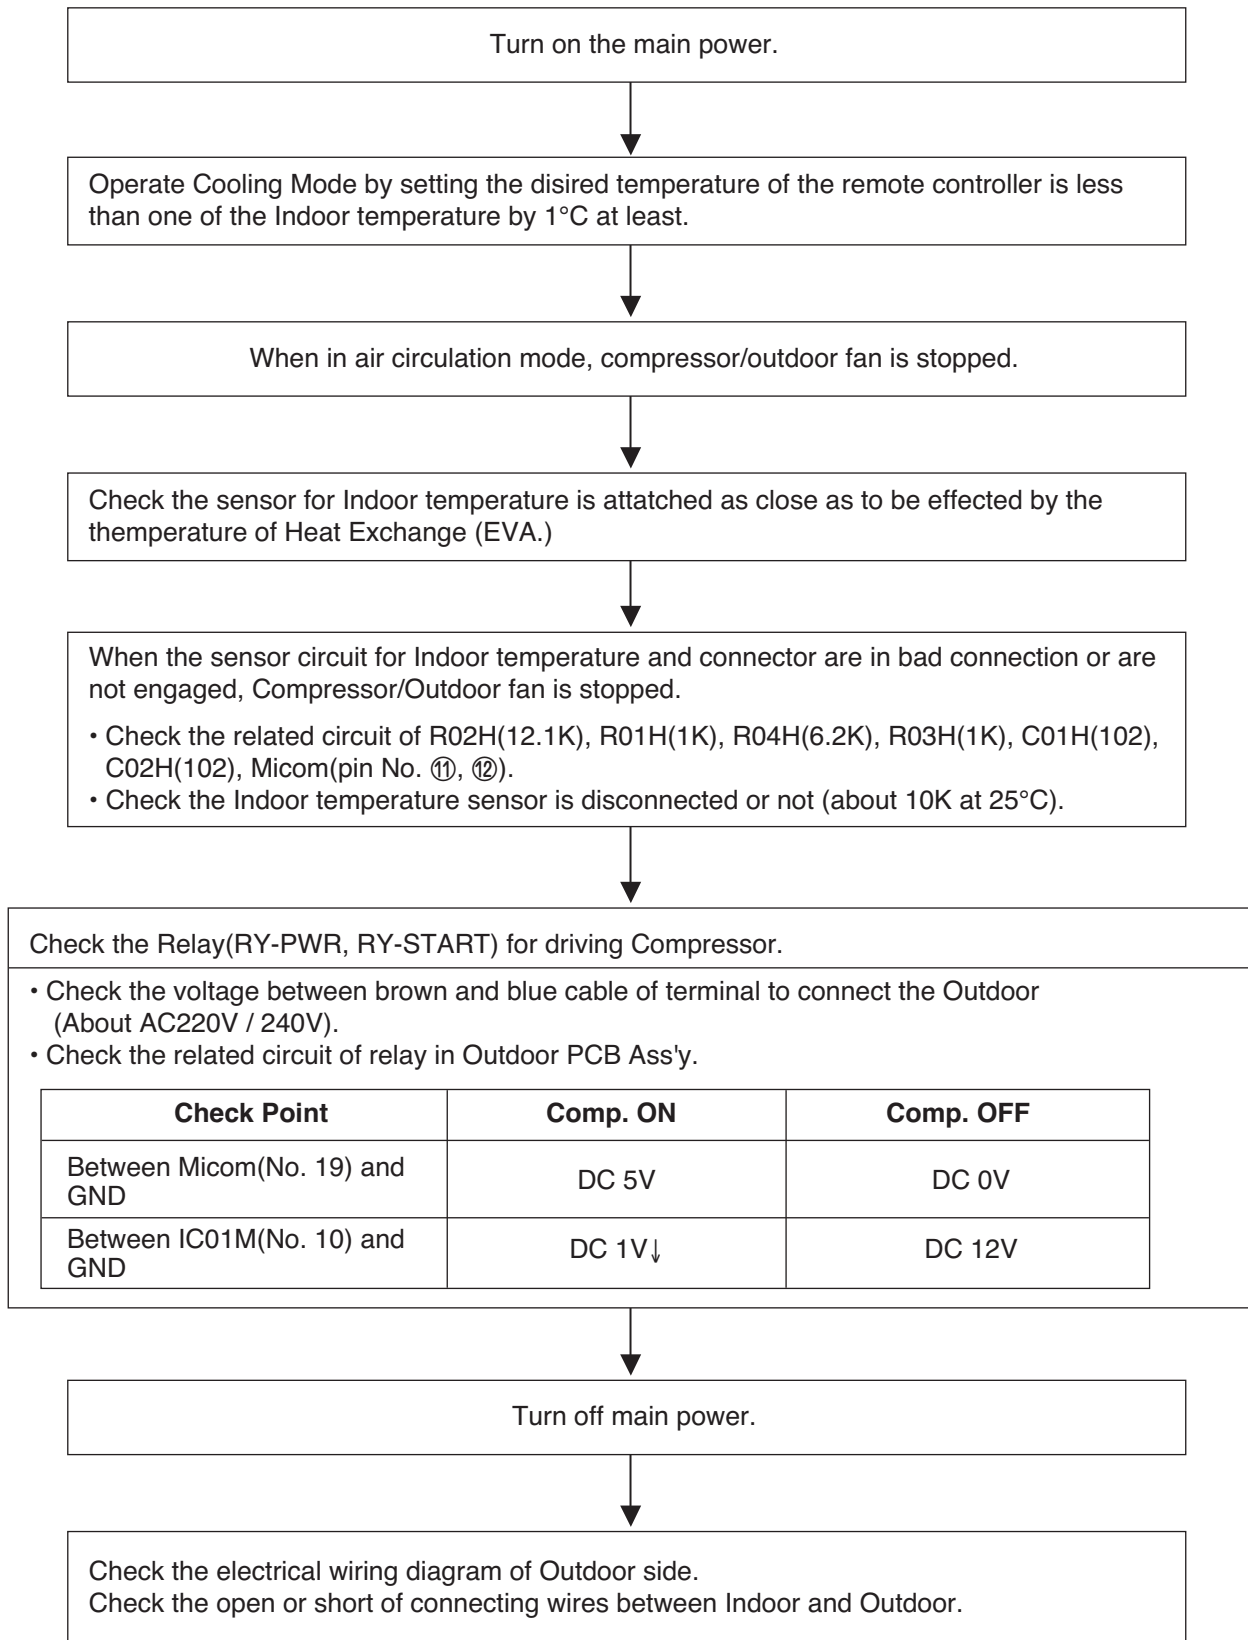 Turn on the main power.
Operate Cooling Mode by setting the disired temperature of the remote controller is less
than one of the Indoor temperature by 1°C at least.
When in air circulation mode, compressor/outdoor fan is stopped.
Check the sensor for Indoor temperature is attatched as close as to be effected by the
themperature of Heat Exchange (EVA.)
When the sensor circuit for Indoor temperature and connector are in bad connection or are
not engaged, Compressor/Outdoor fan is stopped.
• Check the related circuit of R02H(12.1K), R01H(1K), R04H(6.2K), R03H(1K), C01H(102),
C02H(102), Micom(pin No. ⑪, ⑫).
• Check the Indoor temperature sensor is disconnected or not (about 10K at 25°C).
Check the Relay(RY-PWR, RY-START) for driving Compressor.
• Check the voltage between brown and blue cable of terminal to connect the Outdoor
(About AC220V / 240V).
• Check the related circuit of relay in Outdoor PCB Ass'y.
Check Point Comp. ON Comp. OFF
Between Micom(No. 19) and
GND DC 5V DC 0V
Between IC01M(No. 10) and
GND DC 1V↓ DC 12V
Turn off main power.
Check the electrical wiring diagram of Outdoor side.
Check the open or short of connecting wires between Indoor and Outdoor.